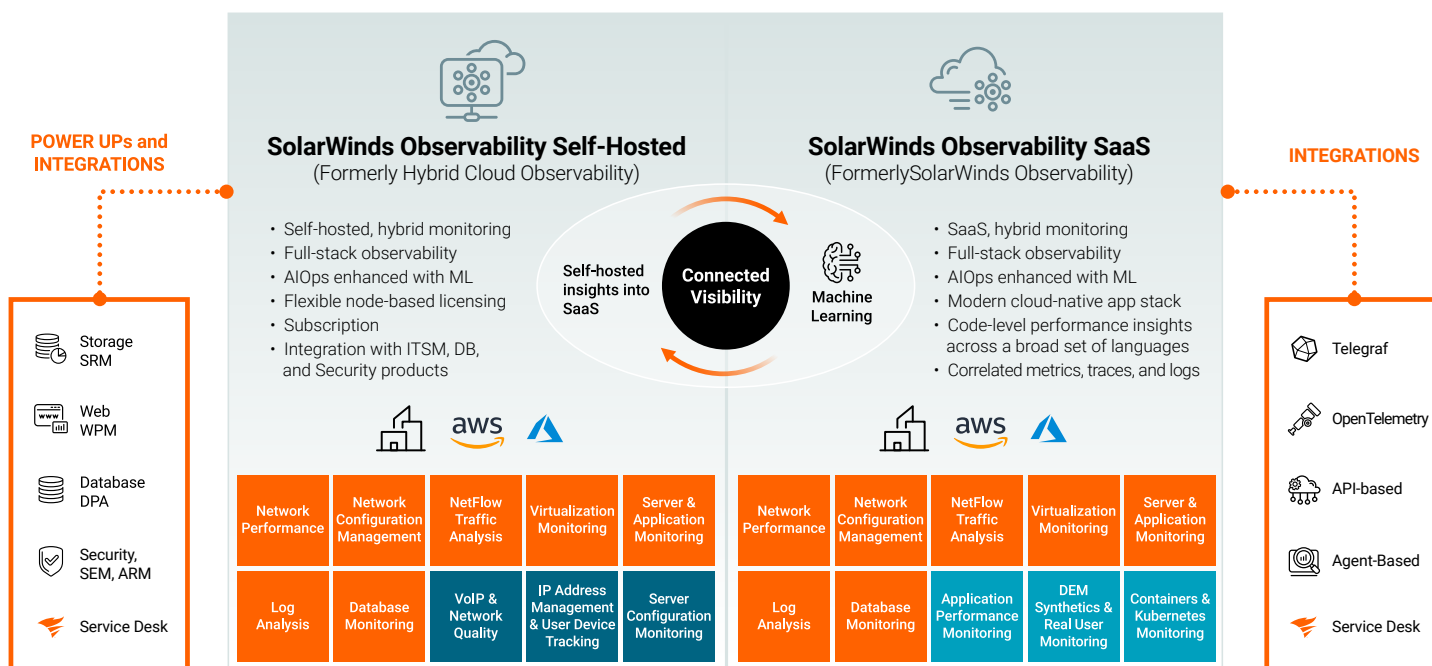 POWER UPs and
INTEGRATIONS
Storage
SRM
www
Web
WPM
Database
DPA
Security,
SEM, ARM
Service Desk
SolarWinds Observability Self-Hosted
(Formerly Hybrid Cloud Observability)
• Self-hosted, hybrid monitoring
• Full-stack observability
• AIOps enhanced with ML
• Flexible node-based licensing
• Subscription
• Integration with ITSM, DB,
and Security products
Self-hosted
insights into
SaaS
Connected
Visibility
Machine
Learning
SolarWinds Observability SaaS
(FormerlySolarWinds Observability)
• SaaS, hybrid monitoring
• Full-stack observability
• AIOps enhanced with ML
• Modern cloud-native app stack
• Code-level performance insights
across a broad set of languages
• Correlated metrics, traces, and logs
aws
aws
Network
Performance
Network
Configuration
Management
NetFlow
Traffic
Analysis
Virtualization
Monitoring
Server &
Application
Monitoring
Log
Analysis
Database
Monitoring
VoIP &
Network
Quality
IP Address
Management
& User Device
Tracking
Server
Configuration
Monitoring
Network
Performance
Network
Configuration
Management
NetFlow
Traffic
Analysis
Virtualization
Monitoring
Server &
Application
Monitoring
Log
Analysis
Database
Monitoring
Application
Performance
Monitoring
DEM
Synthetics &
Real User
Monitoring
Containers &
Kubernetes
Monitoring
INTEGRATIONS
Telegraf
OpenTelemetry
API-based
Agent-Based
Service Desk